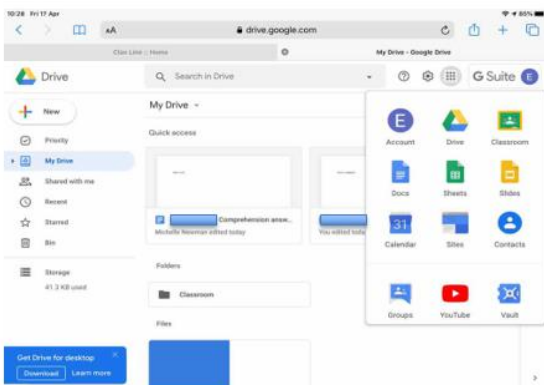 10:28 Fri 17 Apr
85%
AA
drive.google.com
Clan Line :: Home
My Drive - Google Drive
Drive
Search in Drive
G Suite
E
New
My Drive
Priority
My Drive
Shared with me
Recent
Starred
Bin
Storage
41.3 KB used
Quick access
Comprehension answ...
Michelle Newman edited today
You edited today
Folders
Classroom
Files
E
Account
Drive
Classroom
Docs
Sheets
Slides
31
Calendar
Sites
Contacts
Groups
YouTube
Vault
Get Drive for desktop
Download
Learn more